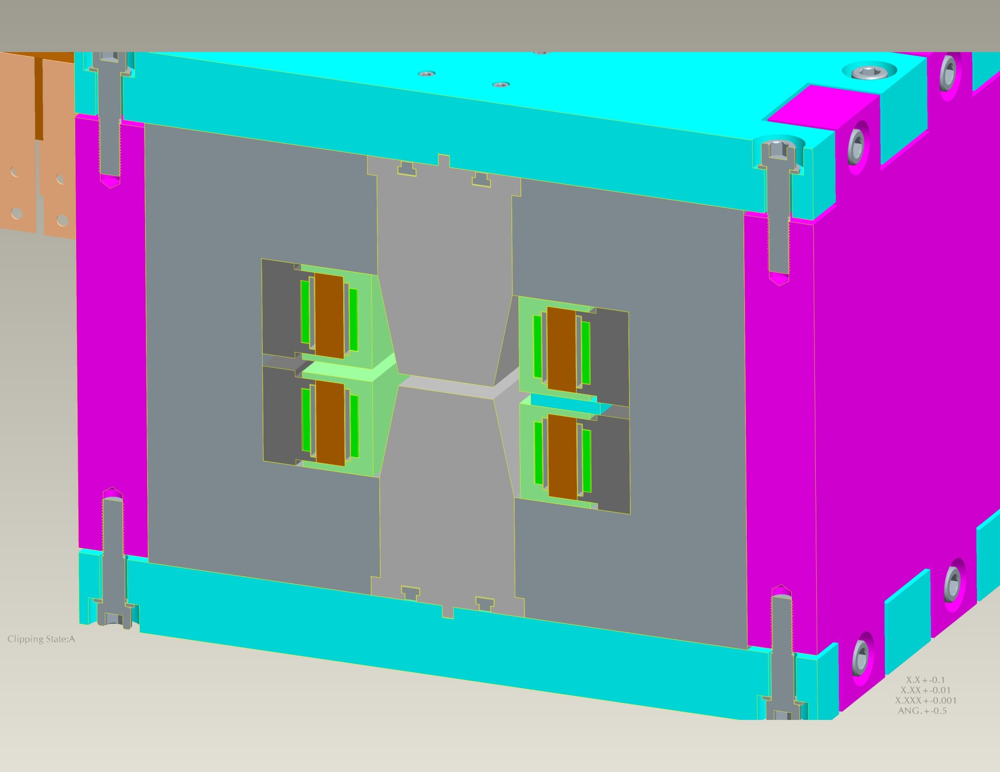 Clipping State:A
X.X+-0.1
X.XX+-0.01
X.XXX+-0.001
ANG.+-0.5